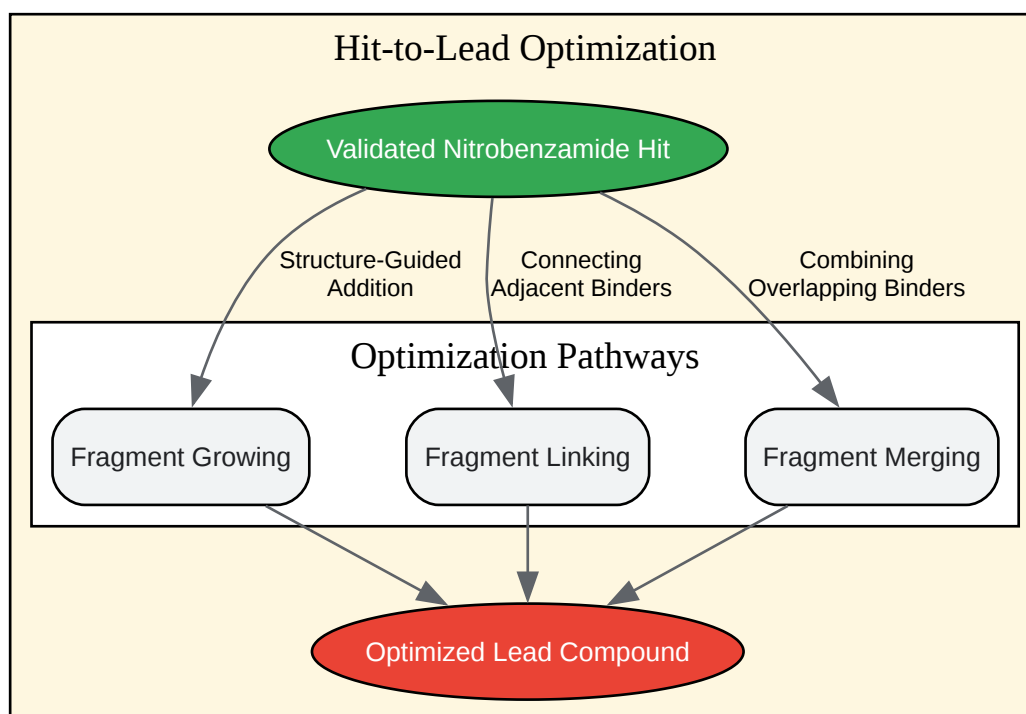 Hit-to-Lead Optimization
Validated Nitrobenzamide Hit
Structure-Guided
Addition
Connecting
Adjacent Binders
Combining
Overlapping Binders
Optimization Pathways
Fragment Growing
Fragment Linking
Fragment Merging
Optimized Lead Compound